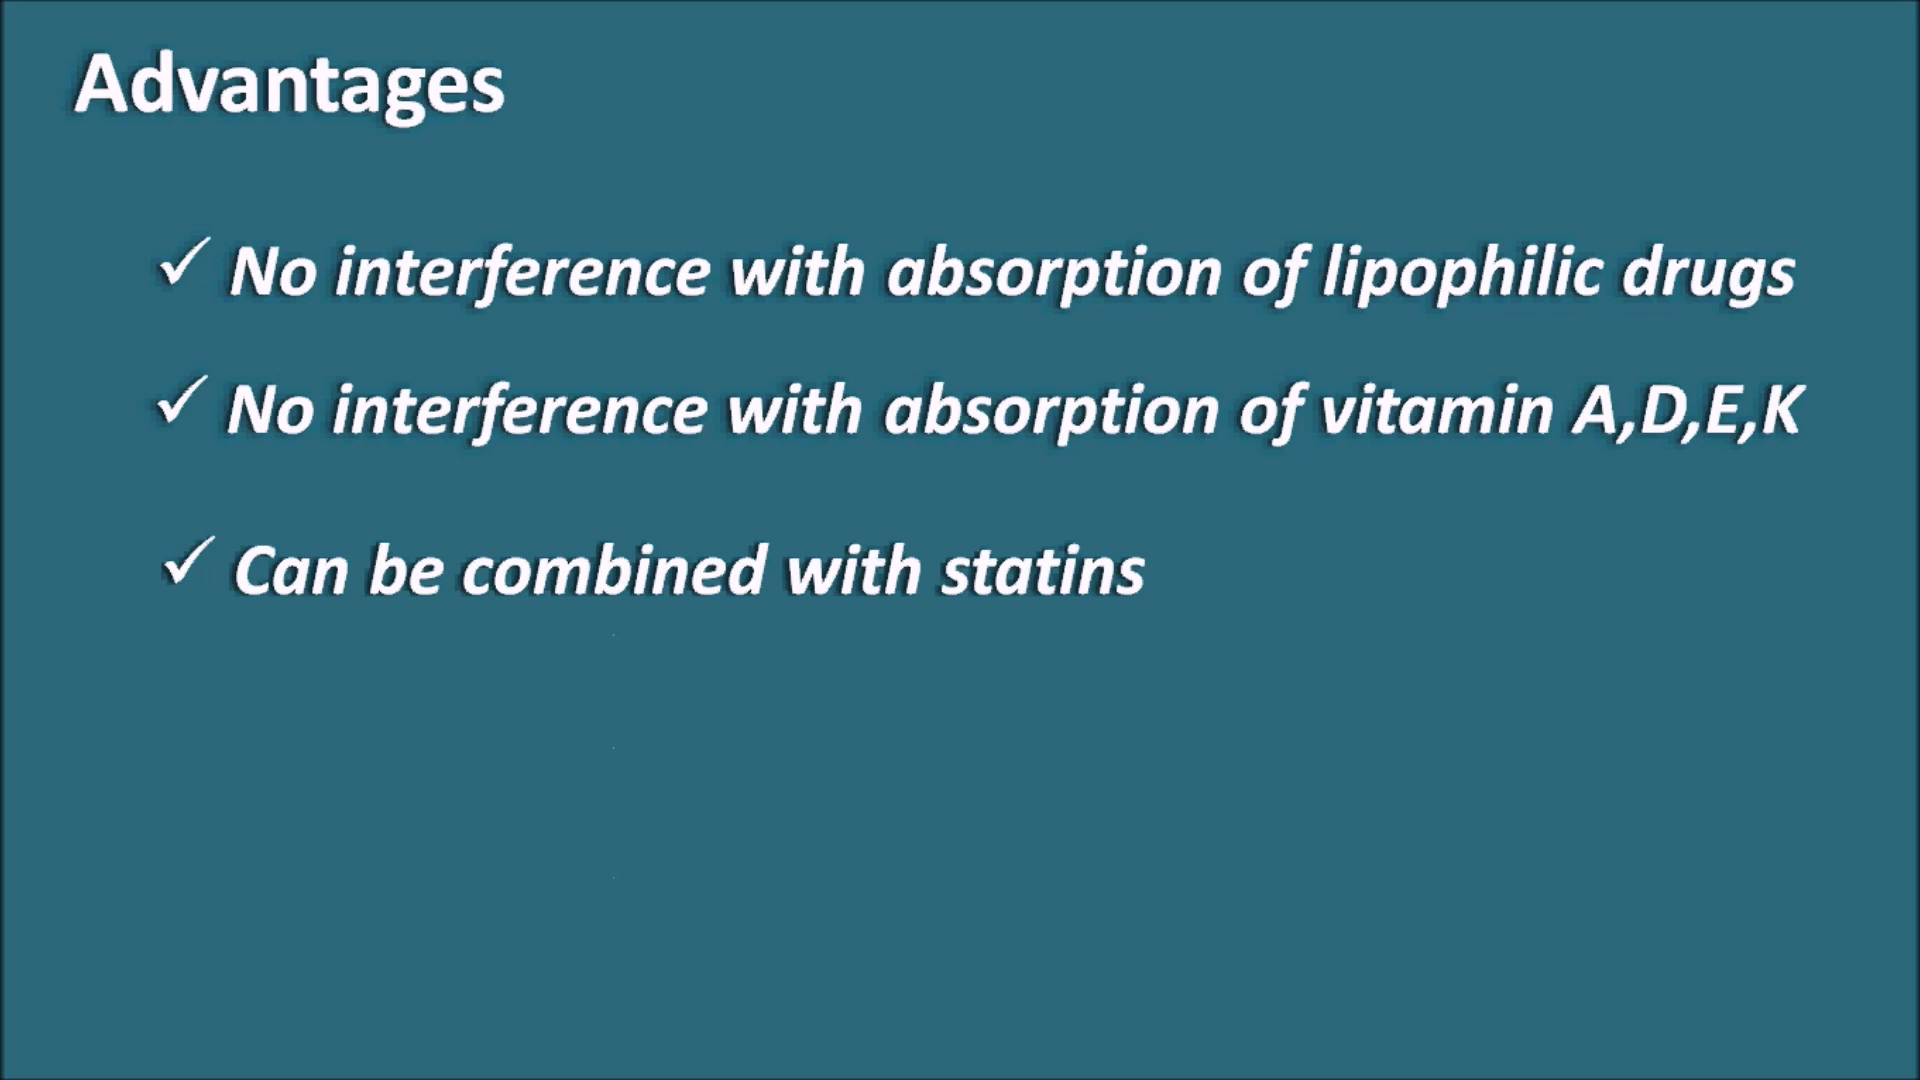 Advantages
✓ No interference with absorption of lipophilic drugs
✓ No interference with absorption of vitamin A,D,E,K
✓ Can be combined with statins